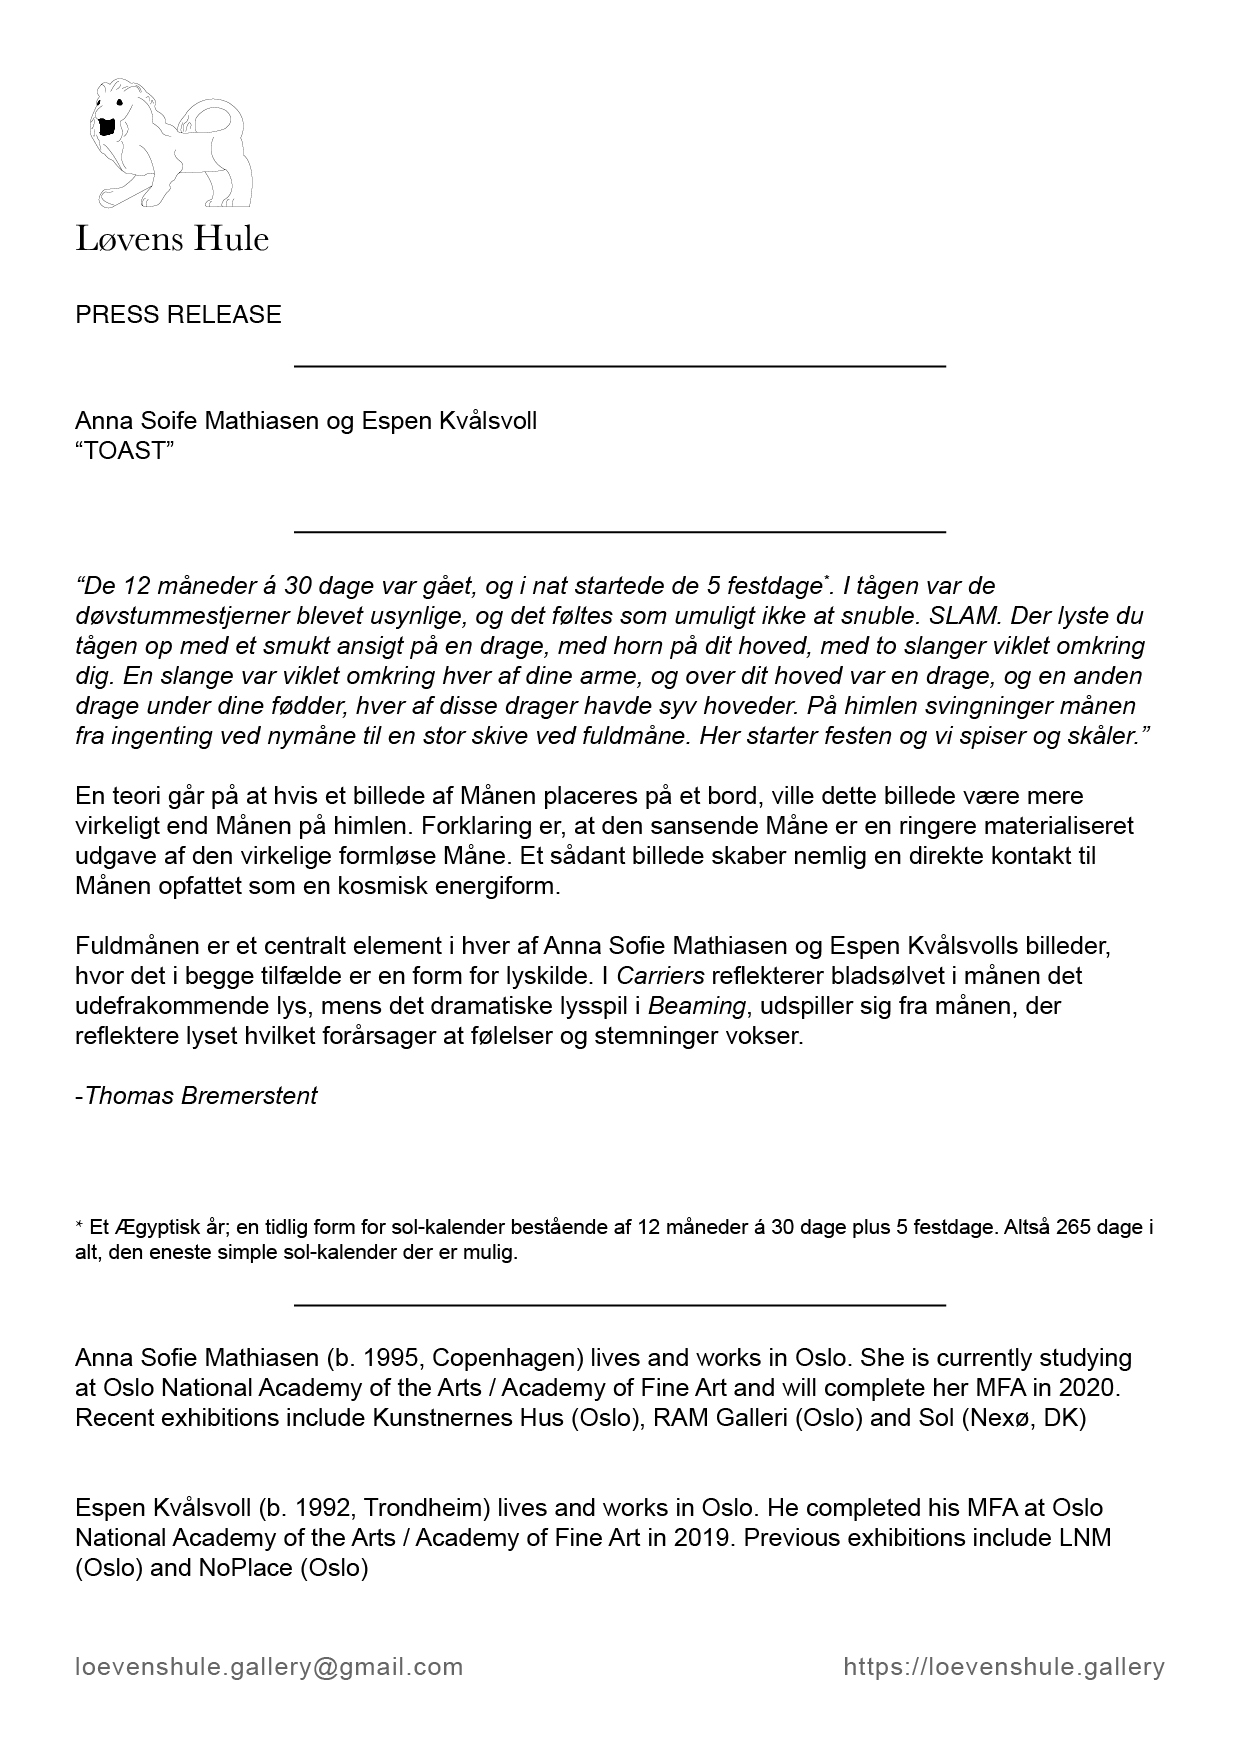 Løvens Hule
PRESS RELEASE
Anna Soife Mathiasen og Espen Kvålsvoll
“TOAST”
“De 12 måneder á 30 dage var gået, og i nat startede de 5 festdage*. I tågen var de
døvstummestjerner blevet usynlige, og det føltes som umuligt ikke at snuble. SLAM. Der lyste du
tågen op med et smukt ansigt på en drage, med horn på dit hoved, med to slanger viklet omkring
dig. En slange var viklet omkring hver af dine arme, og over dit hoved var en drage, og en anden
drage under dine fødder, hver af disse drager havde syv hoveder. På himlen svingninger månen
fra ingenting ved nymåne til en stor skive ved fuldmåne. Her starter festen og vi spiser og skåler.”
En teori går på at hvis et billede af Månen placeres på et bord, ville dette billede være mere
virkeligt end Månen på himlen. Forklaring er, at den sansende Måne er en ringere materialiseret
udgave af den virkelige formløse Måne. Et sådant billede skaber nemlig en direkte kontakt til
Månen opfattet som en kosmisk energiform.
Fuldmånen er et centralt element i hver af Anna Sofie Mathiasen og Espen Kvålsvolls billeder,
hvor det i begge tilfælde er en form for lyskilde. I Carriers reflekterer bladsølvet i månen det
udefrakommende lys, mens det dramatiske lysspil i Beaming, udspiller sig fra månen, der
reflektere lyset hvilket forårsager at følelser og stemninger vokser.
-Thomas Bremerstent
* Et Ægyptisk år; en tidlig form for sol-kalender bestående af 12 måneder á 30 dage plus 5 festdage. Altså 265 dage i
alt, den eneste simple sol-kalender der er mulig.
Anna Sofie Mathiasen (b. 1995, Copenhagen) lives and works in Oslo. She is currently studying
at Oslo National Academy of the Arts / Academy of Fine Art and will complete her MFA in 2020.
Recent exhibitions include Kunstnernes Hus (Oslo), RAM Galleri (Oslo) and Sol (Nexø, DK)
Espen Kvålsvoll (b. 1992, Trondheim) lives and works in Oslo. He completed his MFA at Oslo
National Academy of the Arts / Academy of Fine Art in 2019. Previous exhibitions include LNM
(Oslo) and NoPlace (Oslo)
loevenshule.gallery@gmail.com
https://loevenshule.gallery